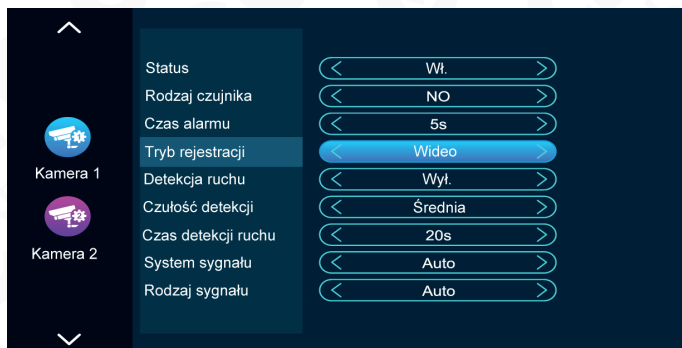 Kamera 1
Kamera 2
Status Wł.
Rodzaj czujnika NO
Czas alarmu 5s
Tryb rejestracji Wideo
Detekcja ruchu Wył.
Czułość detekcji Średnia
Czas detekcji ruchu 20s
System sygnału Auto
Rodzaj sygnału Auto